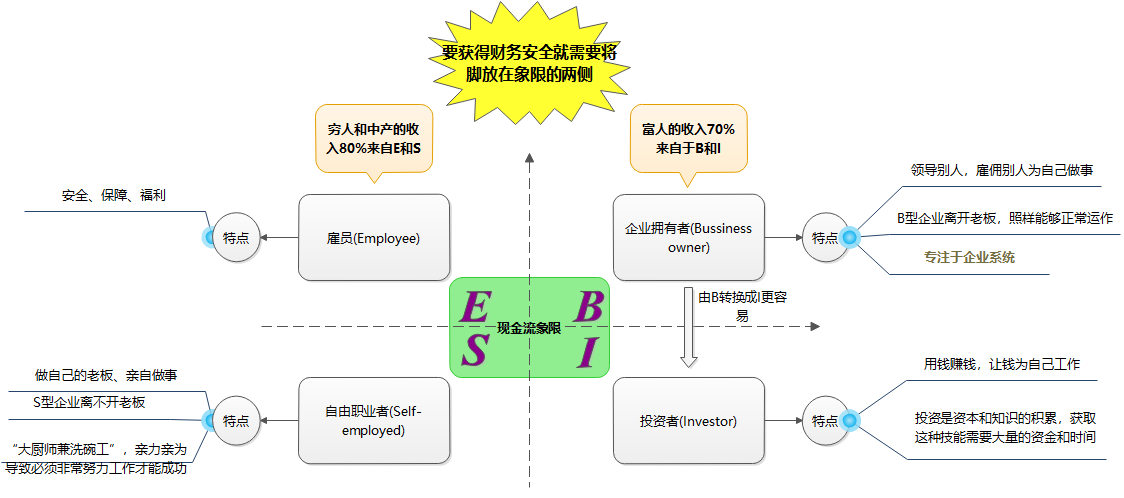 要获得财务安全就需要将
脚放在象限的两侧
穷人和中产的收
入80%来自E和S
富人的收入70%
来自于B和I
安全、保障、福利
特点
雇员(Employee)
企业拥有者(Bussiness
owner)
特点
领导别人，雇佣别人为自己做事
B型企业离开老板，照样能够正常运作
专注于企业系统
E
B
现金流象限
S
I
由B转换成I更容
易
做自己的老板、亲自做事
S型企业离不开老板
“大厨师兼洗碗工”，亲力亲为
导致必须非常努力工作才能成功
特点
自由职业者(Self-
employed)
投资者(Investor)
特点
用钱赚钱，让钱为自己工作
投资是资本和知识的积累，获取
这种技能需要大量的资金和时间